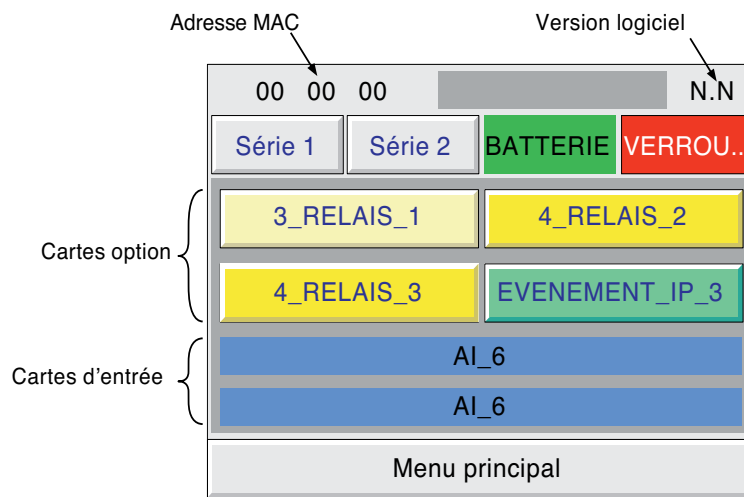 Adresse MAC
Version logiciel
00 00 00
N.N
Série 1
Série 2
BATTERIE
VERROU..
Cartes option
3_RELAIS_1
4_RELAIS_2
4_RELAIS_3
EVENEMENT_IP_3
Cartes d’entrée
AI_6
AI_6
Menu principal